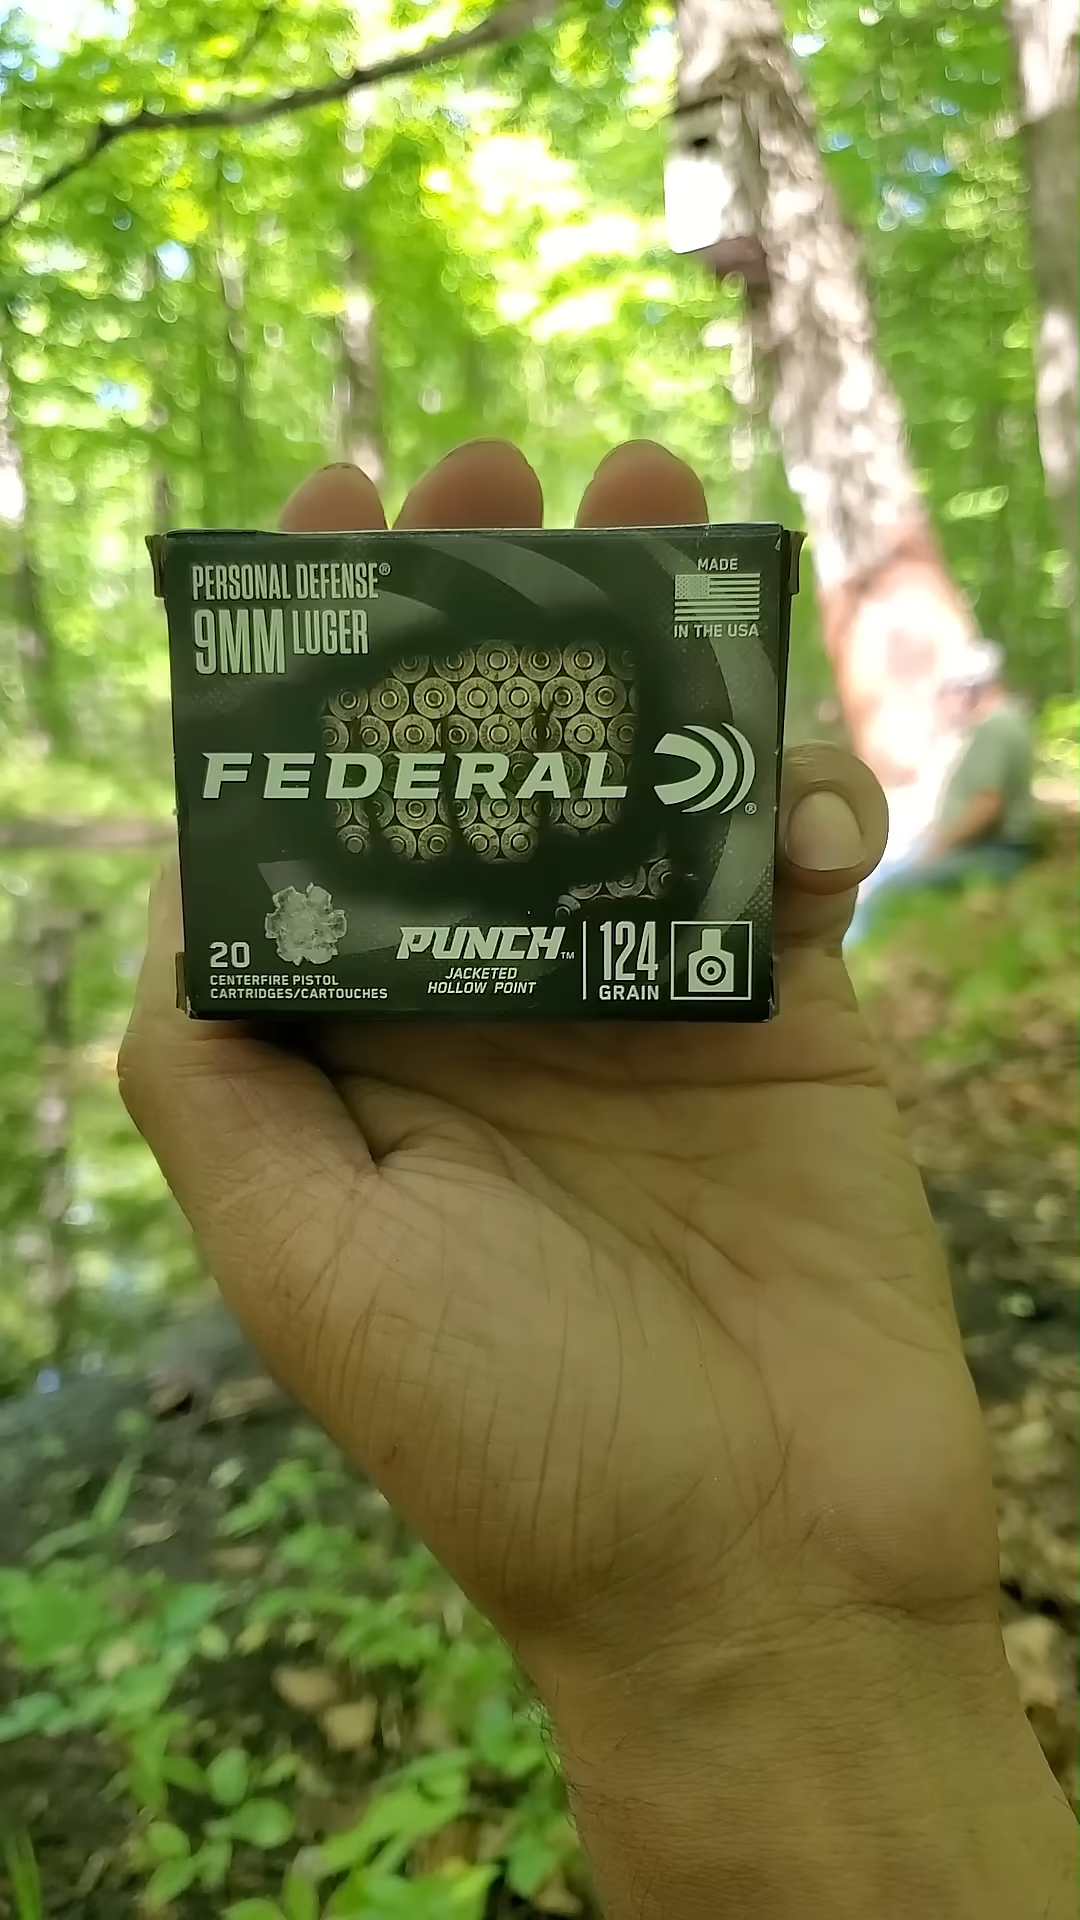 PERSONAL DEFENSE®
9MM LUGER
MADE
IN THE USA
FEDERAL®
20
CENTERFIRE PISTOL
CARTRIDGES/CARTOUCHES
PUNCH™
JACKETED
HOLLOW POINT
124
GRAIN